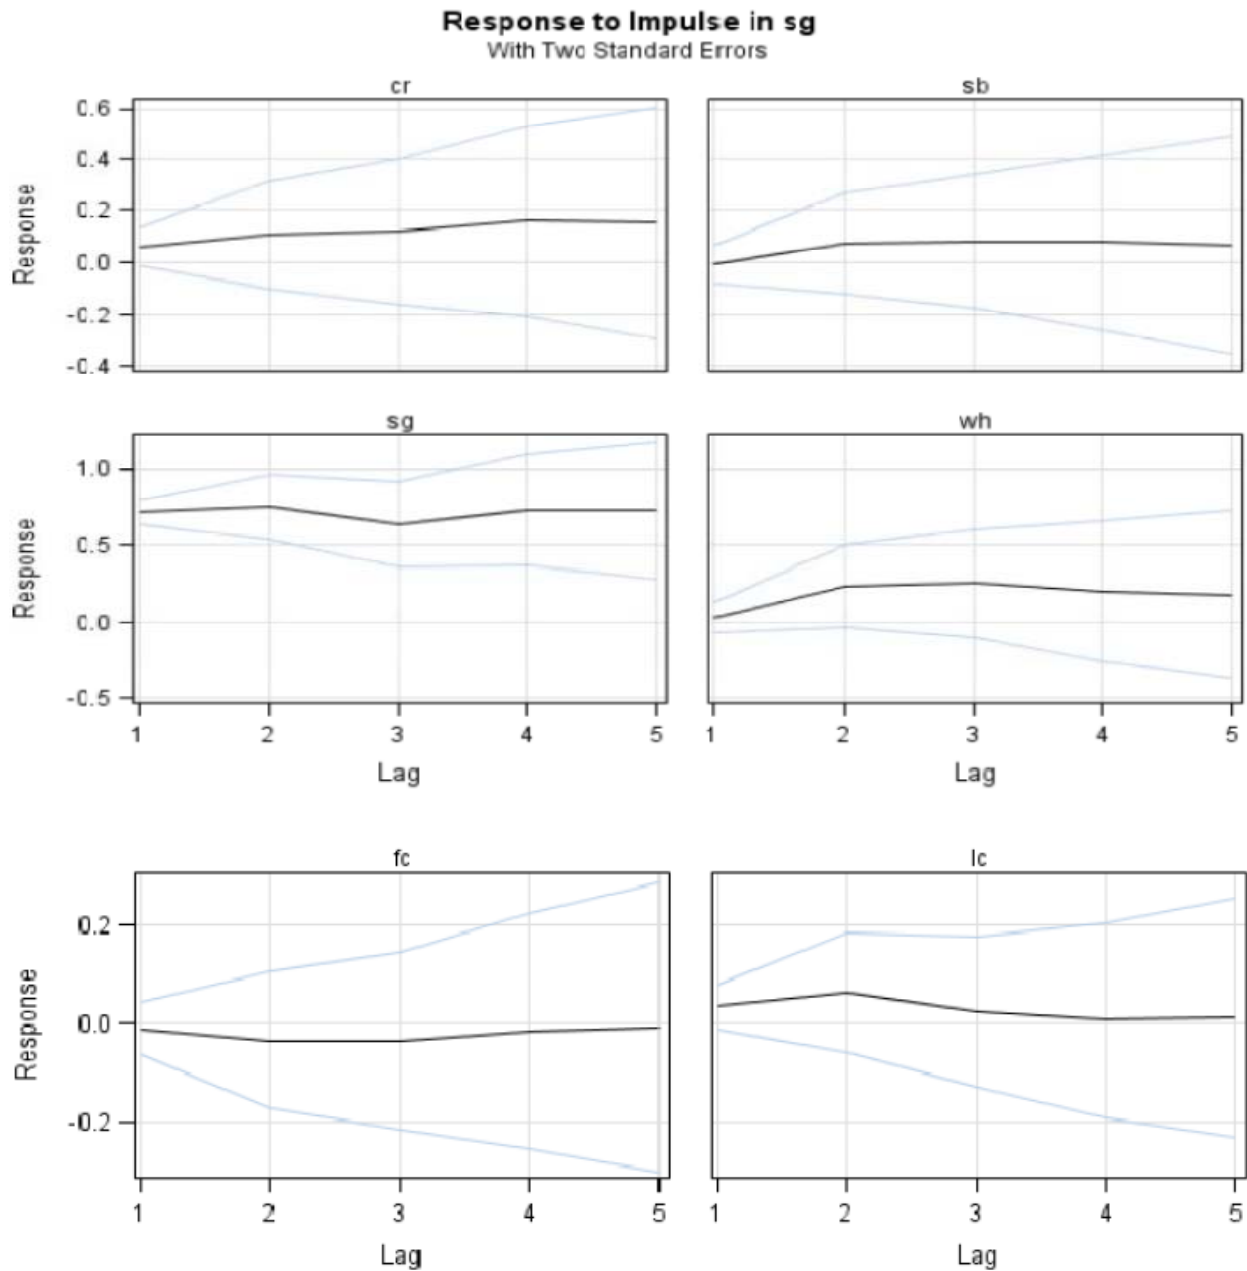 Response to Impulse in sg
With Two Standard Errors
cr
sb
Response
0.6
0.4
0.2
0.0
-0.2
-0.4
sg
wh
Response
1.0
0.5
0.0
-0.5
1 2 3 4 5
1 2 3 4 5
Lag
Lag
fc
lc
Response
0.2
0.0
-0.2
1 2 3 4 5
1 2 3 4 5
Lag
Lag